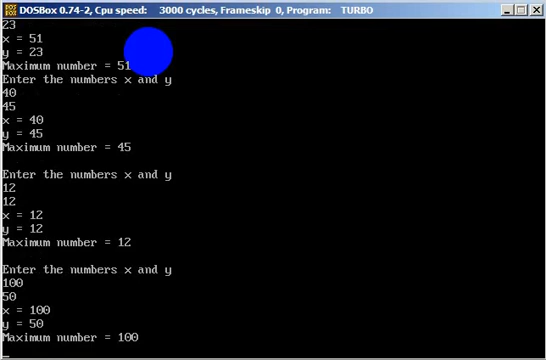 DOSBox 0.74-2, Cpu speed: 3000 cycles, Frameskip 0, Program: TURBO
23
x = 51
y = 23
Maximum number = 51
Enter the numbers x and y
40
45
x = 40
y = 45
Maximum number = 45
Enter the numbers x and y
12
12
x = 12
y = 12
Maximum number = 12
Enter the numbers x and y
100
50
x = 100
y = 50
Maximum number = 100